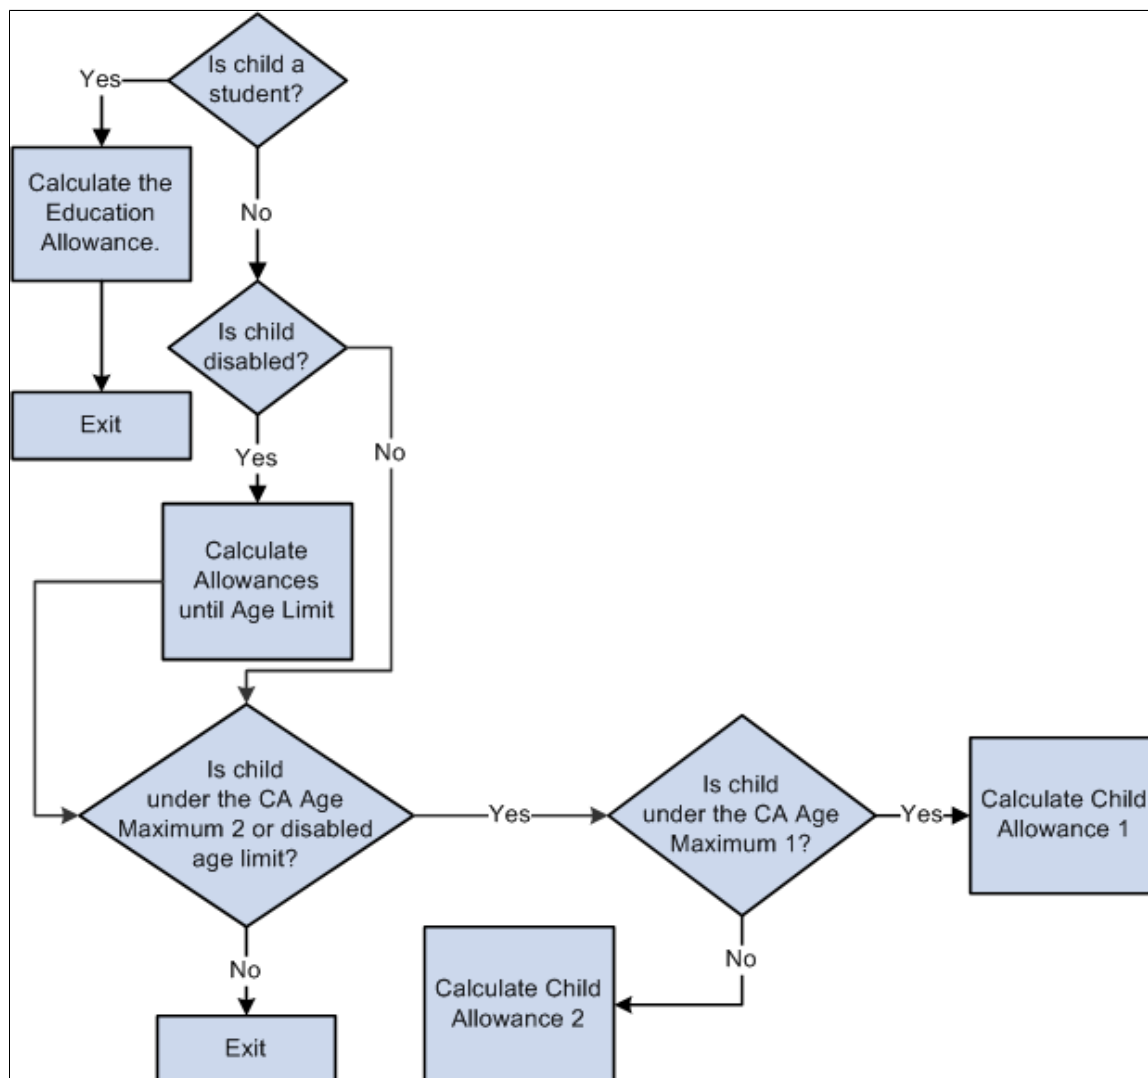 Is child a
student?
Yes
Calculate the
Education
Allowance.
No
Is child
disabled?
Exit
Yes
No
Calculate
Allowances
until Age Limit
Is child
under the CA Age
Maximum 2 or disabled
age limit?
Yes
Is child
under the CA Age
Maximum 1?
Yes
Calculate Child
Allowance 1
No
Exit
No
Calculate Child
Allowance 2